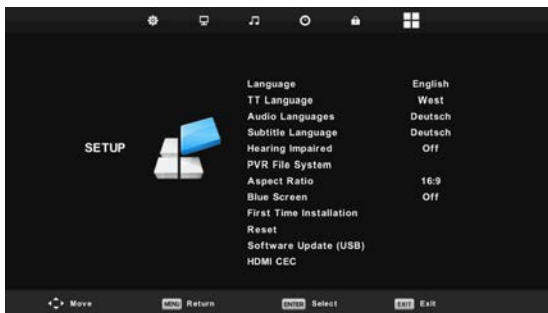 SETUP
Language English
TT Language West
Audio Languages Deutsch
Subtitle Language Deutsch
Hearing Impaired Off
PVR File System
Aspect Ratio 16:9
Blue Screen Off
First Time Installation
Reset
Software Update (USB)
HDMI CEC
Move MENU Return ENTER Select EXIT Exit